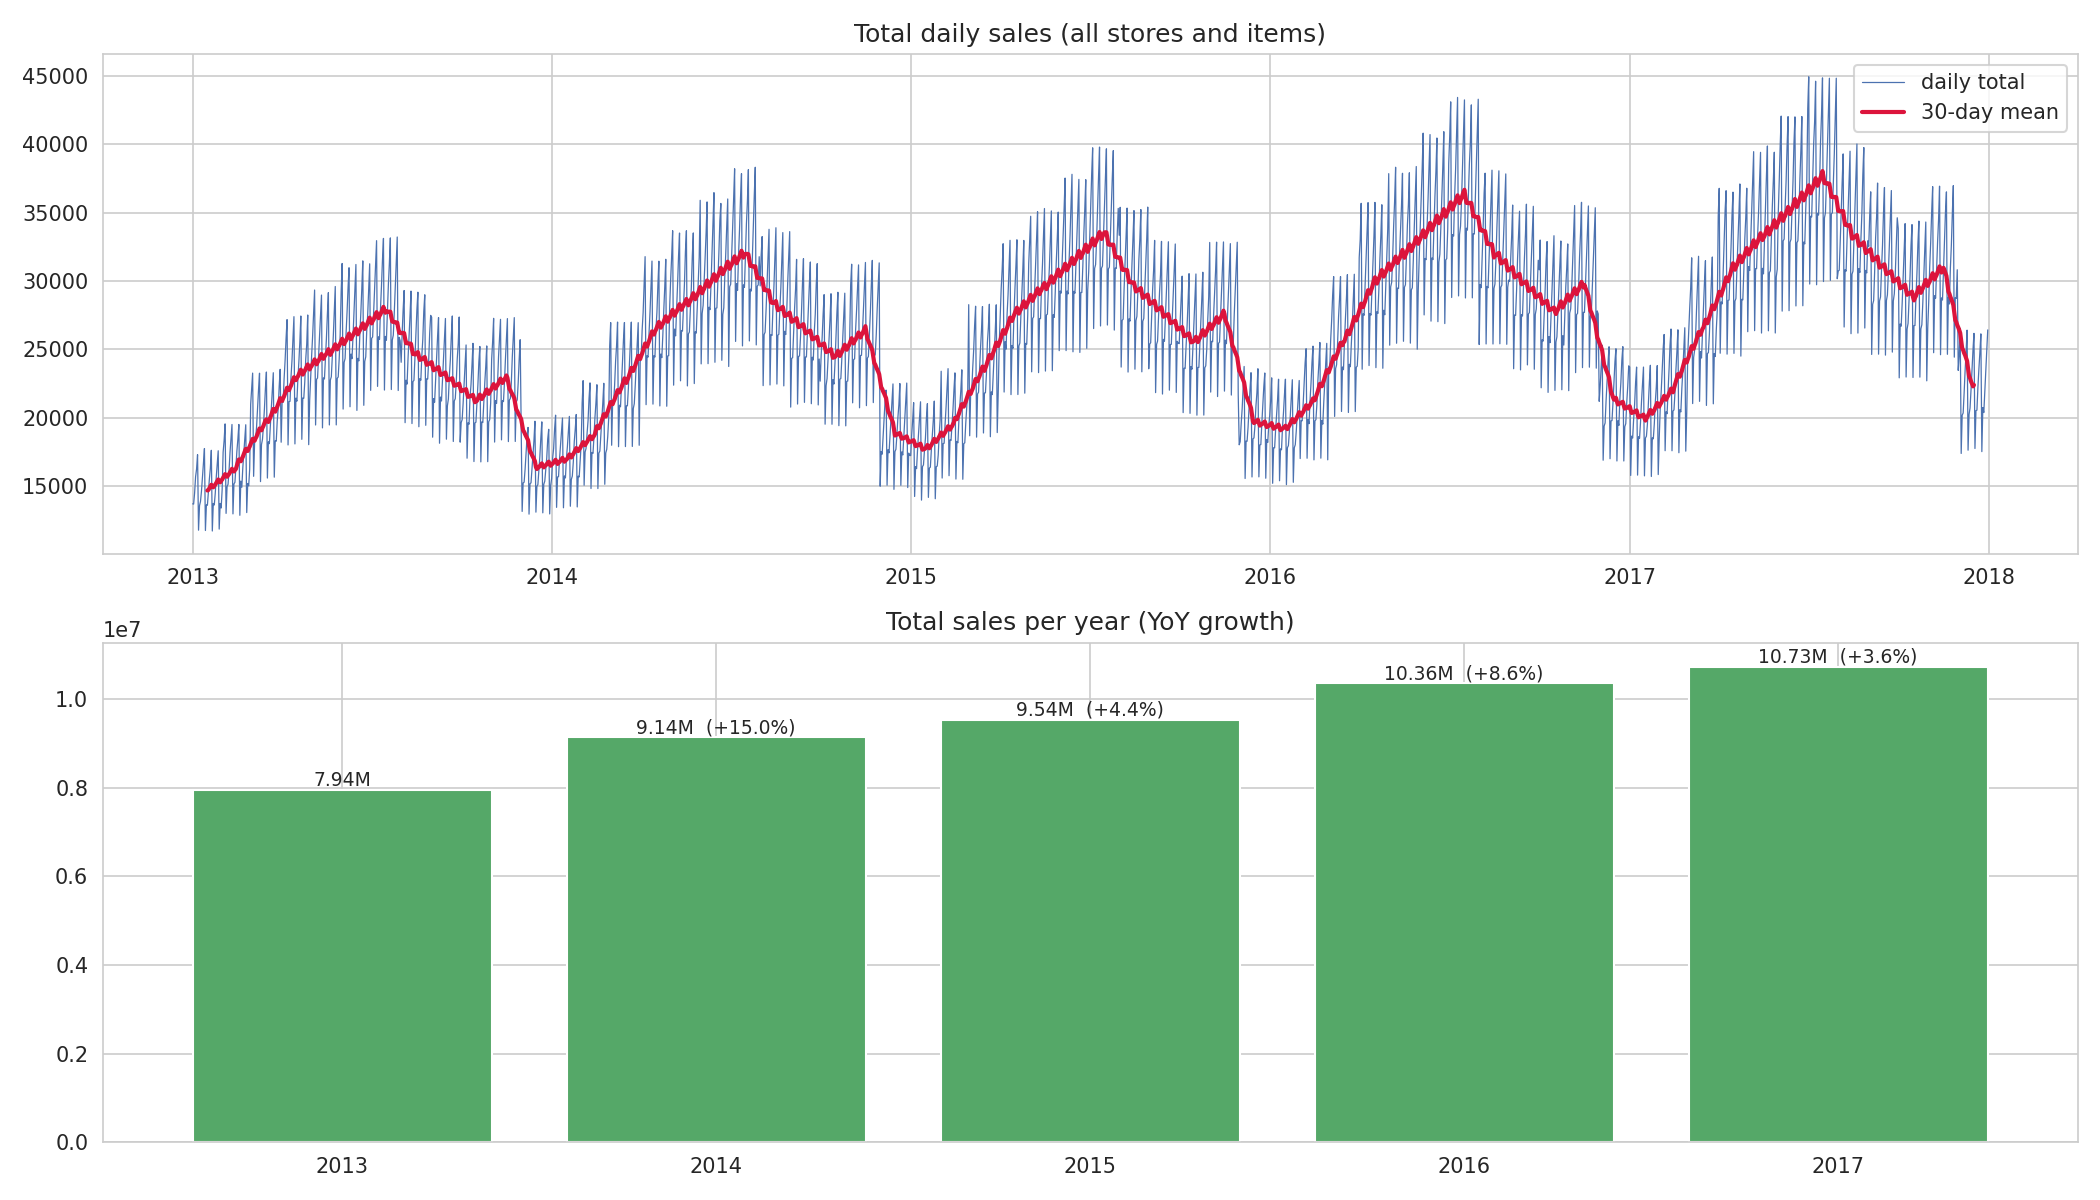 Total daily sales (all stores and items)
45000
40000
35000
30000
25000
20000
15000
daily total
30-day mean
2013 2014 2015 2016 2017 2018
Total sales per year (YoY growth)
1e7
1.0
0.8
0.6
0.4
0.2
0.0
7.94M
9.14M (+15.0%)
9.54M (+4.4%)
10.36M (+8.6%)
10.73M (+3.6%)
2013 2014 2015 2016 2017